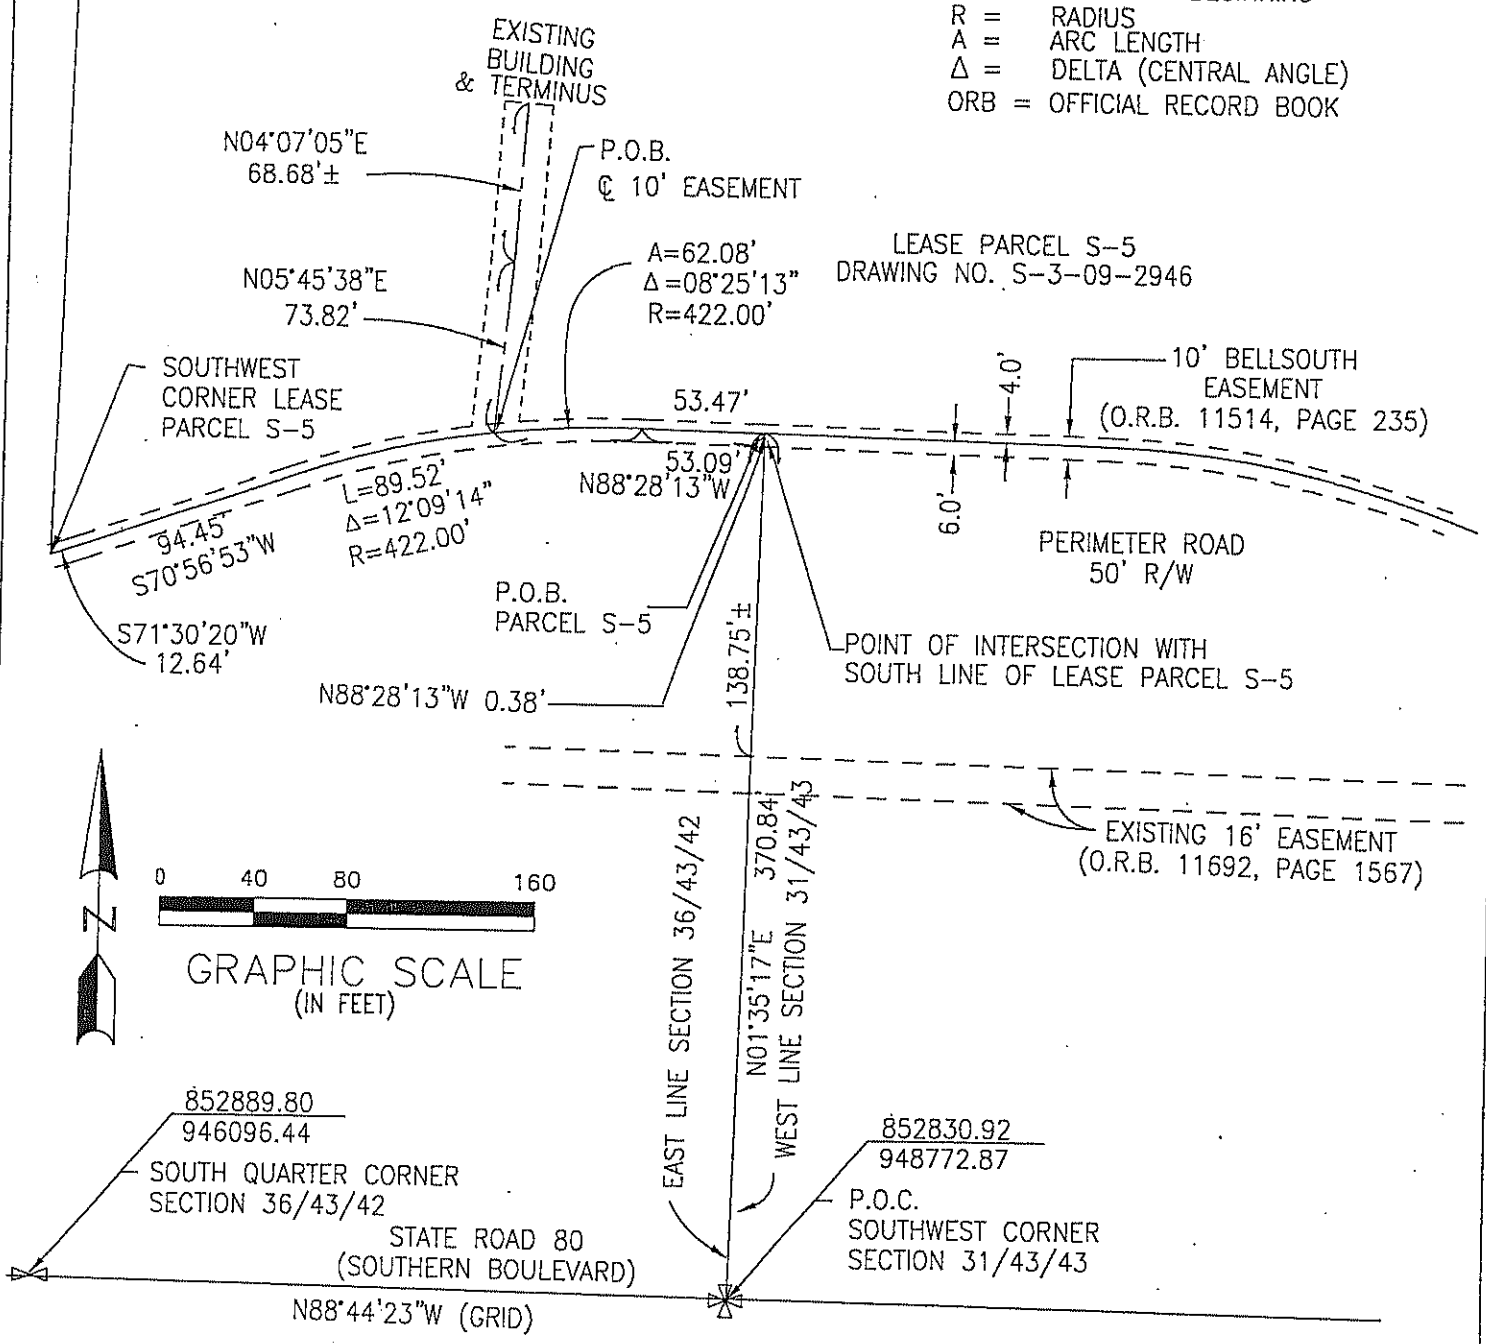 R = RADIUS
A = ARC LENGTH
Δ = DELTA (CENTRAL ANGLE)
ORB = OFFICIAL RECORD BOOK
EXISTING
BUILDING
& TERMINUS
N04°07'05"E
68.68'±
P.O.B.
℄ 10' EASEMENT
N05°45'38"E
73.82'
A=62.08'
Δ=08°25'13"
R=422.00'
LEASE PARCEL S-5
DRAWING NO. S-3-09-2946
SOUTHWEST
CORNER LEASE
PARCEL S-5
53.47'
4.0'
10' BELLSOUTH
EASEMENT
(O.R.B. 11514, PAGE 235)
53.09'
N88°28'13"W
6.0'
L=89.52'
Δ=12°09'14"
R=422.00'
94.45'
S70°56'53"W
PERIMETER ROAD
50' R/W
P.O.B.
PARCEL S-5
S71°30'20"W
12.64'
138.75'±
POINT OF INTERSECTION WITH
SOUTH LINE OF LEASE PARCEL S-5
N88°28'13"W 0.38'
EXISTING 16' EASEMENT
(O.R.B. 11692, PAGE 1567)
EAST LINE SECTION 36/43/42
N01°35'17"E 370.84'
WEST LINE SECTION 31/43/43
N
0 40 80 160
GRAPHIC SCALE
(IN FEET)
852889.80
946096.44
SOUTH QUARTER CORNER
SECTION 36/43/42
852830.92
948772.87
P.O.C.
SOUTHWEST CORNER
SECTION 31/43/43
STATE ROAD 80
(SOUTHERN BOULEVARD)
N88°44'23"W (GRID)